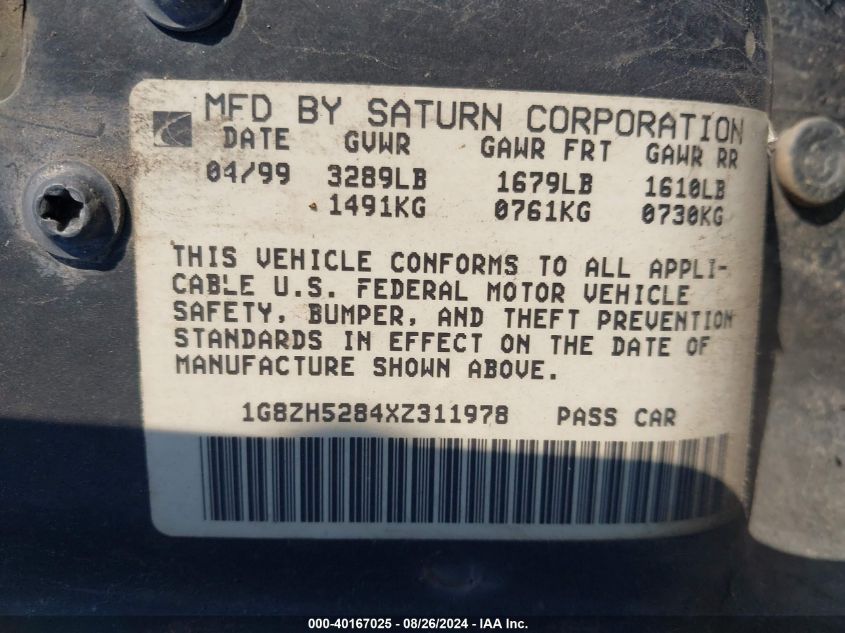 MFD BY SATURN CORPORATION
DATE GVWR GAWR FRT GAWR RR
04/99 3289LB 1679LB 1610LB
1491KG 0761KG 0730KG
THIS VEHICLE CONFORMS TO ALL APPLI-
CABLE U.S. FEDERAL MOTOR VEHICLE
SAFETY, BUMPER, AND THEFT PREVENTION
STANDARDS IN EFFECT ON THE DATE OF
MANUFACTURE SHOWN ABOVE.
1G8ZH5284XZ311978 PASS CAR
000-40167025 - 08/26/2024 - IAA Inc.